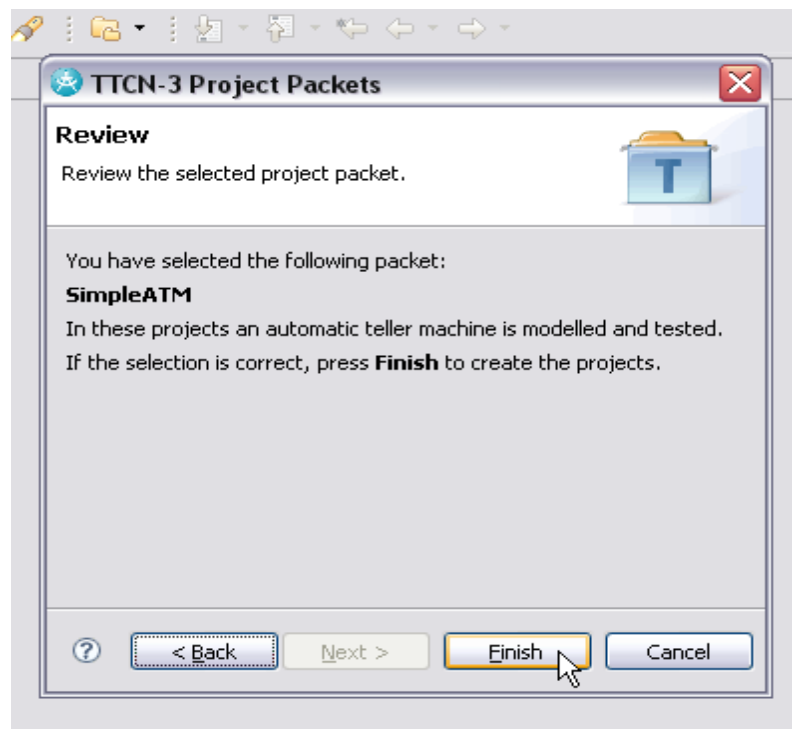 TTCN-3 Project Packets
Review
Review the selected project packet.
T
You have selected the following packet:
SimpleATM
In these projects an automatic teller machine is modelled and tested.
If the selection is correct, press Finish to create the projects.
? < Back Next > Finish Cancel